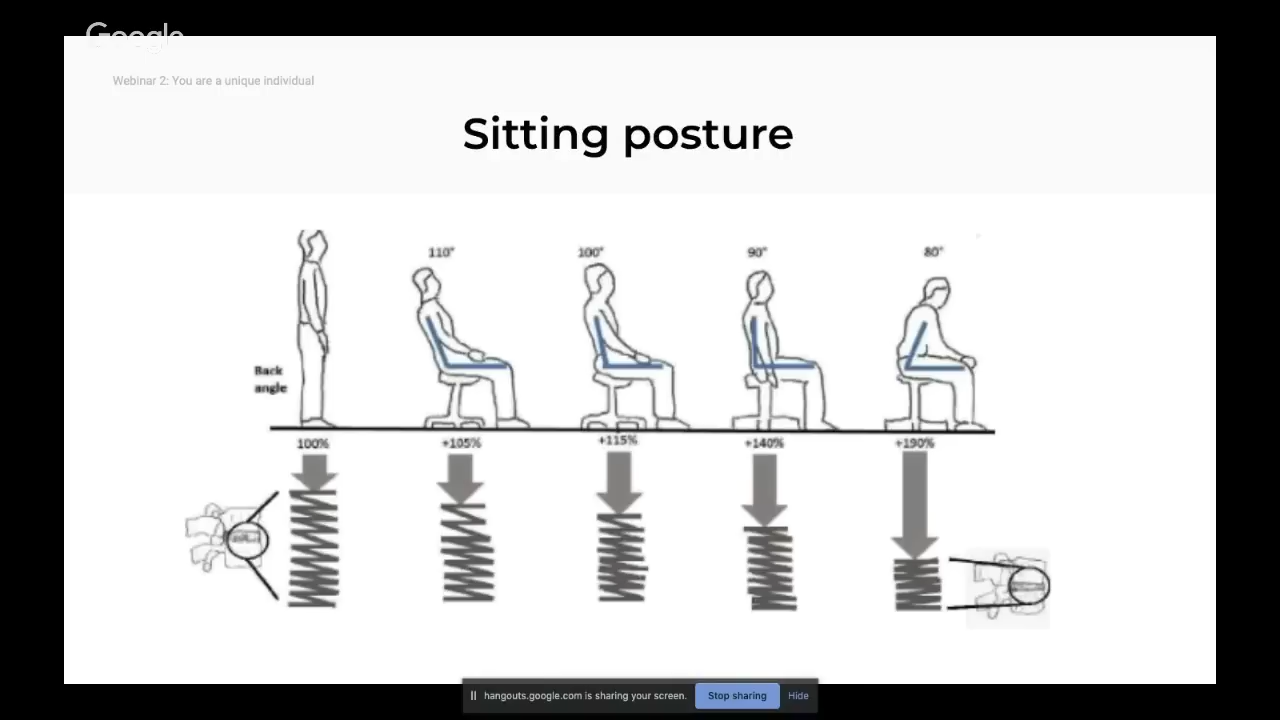 Google
Webinar 2: You are a unique individual
Sitting posture
110° 100° 90° 80°
Back
angle
100% +105% +115% +140% +190%
hangouts.google.com is sharing your screen. Stop sharing Hide